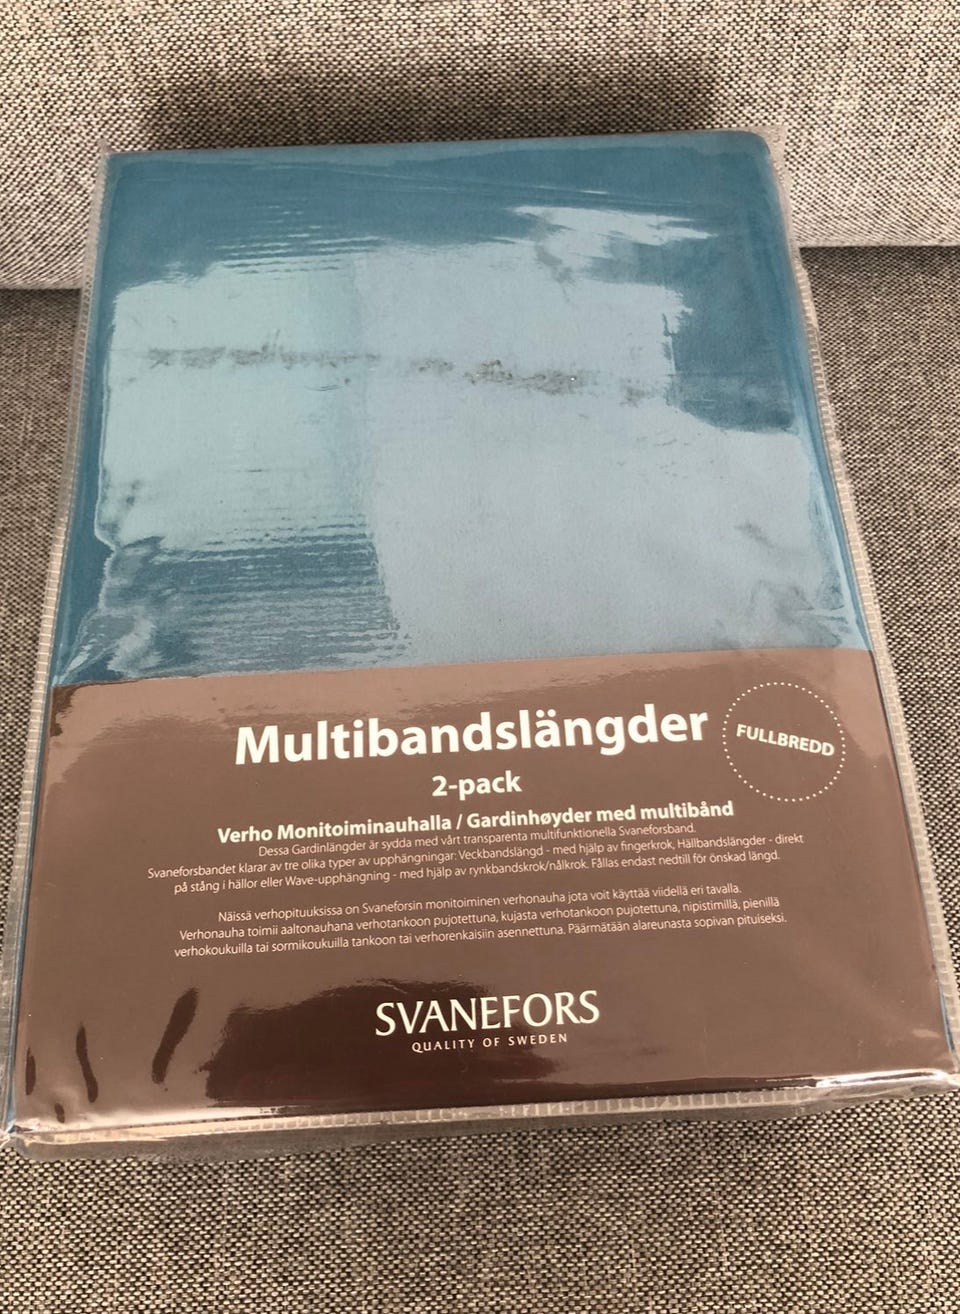 Multibandslängder
FULLBREDD
2-pack
Verho Monitoiminauhalla / Gardinhøyder med multibånd
Dessa Gardinlängder är sydda med vårt transparenta multifunktionella Svaneforsband.
Svaneforsbandet klarar av tre olika typer av upphängningar: Veckbandslängd - med hjälp av fingerkrok, Hällbandslängder - direkt
på stång i hällor eller Wave-upphängning - med hjälp av rynkbandskrok/nålkrok. Fållas endast nedtill för önskad längd.
Näissä verhopituuksissa on Svaneforsin monitoiminen verhonauha jota voit käyttää viidellä eri tavalla.
Verhonauha toimii aaltonauhana verhotankoon pujotettuna, kujasta verhotankoon pujotettuna, nipistimillä, pienillä
verhokoukuilla tai sormikoukuilla tankoon tai verhorenkaisiin asennettuna. Päärmätään alareunasta sopivan pituiseksi.
SVANEFORS
QUALITY OF SWEDEN